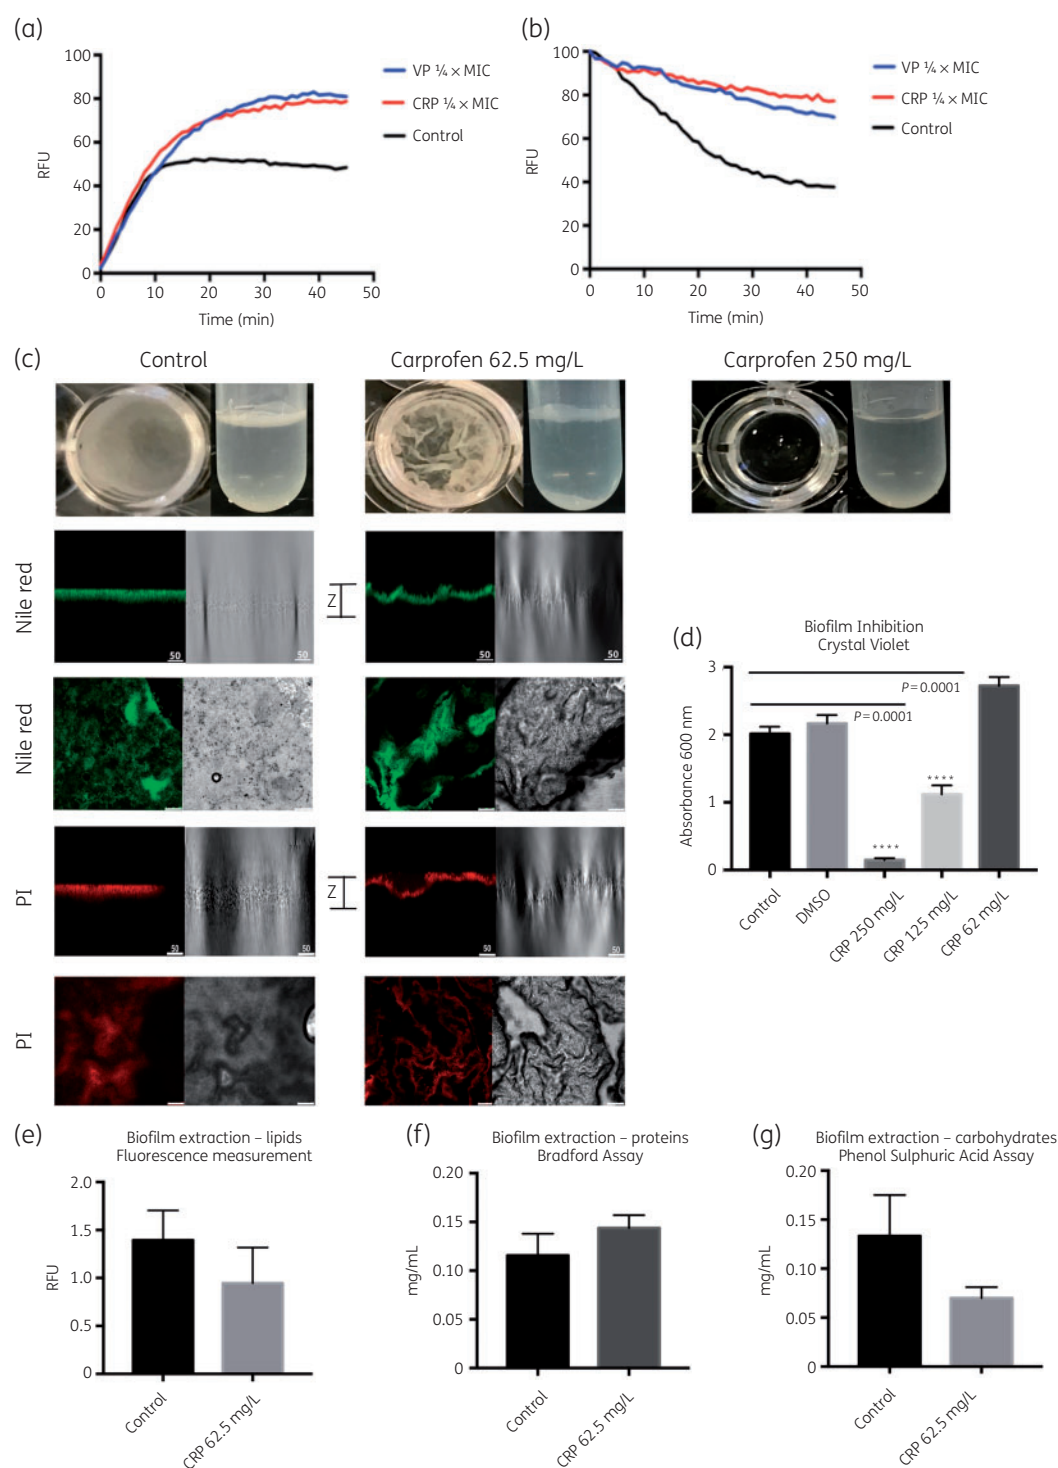 (a)
100
80
60
40
20
0
RFU
0 10 20 30 40 50
Time (min)
VP ¼ × MIC
CRP ¼ × MIC
Control
(b)
100
80
60
40
20
0
RFU
0 10 20 30 40 50
Time (min)
VP ¼ × MIC
CRP ¼ × MIC
Control
(c)
Control
Carprofen 62.5 mg/L
Carprofen 250 mg/L
Nile red
50
50
Z
50
50
Nile red
PI
50
50
Z
50
50
PI
(d)
Biofilm Inhibition
Crystal Violet
3
2
1
0
Absorbance 600 nm
P = 0.0001
P = 0.0001
****
****
Control
DMSO
CRP 250 mg/L
CRP 125 mg/L
CRP 62 mg/L
(e)
Biofilm extraction – lipids
Fluorescence measurement
2.0
1.5
1.0
0.5
0
RFU
Control
CRP 62.5 mg/L
(f)
Biofilm extraction – proteins
Bradford Assay
0.20
0.15
0.10
0.05
0
mg/mL
Control
CRP 62.5 mg/L
(g)
Biofilm extraction – carbohydrates
Phenol Sulphuric Acid Assay
0.20
0.15
0.10
0.05
0
mg/mL
Control
CRP 62.5 mg/L